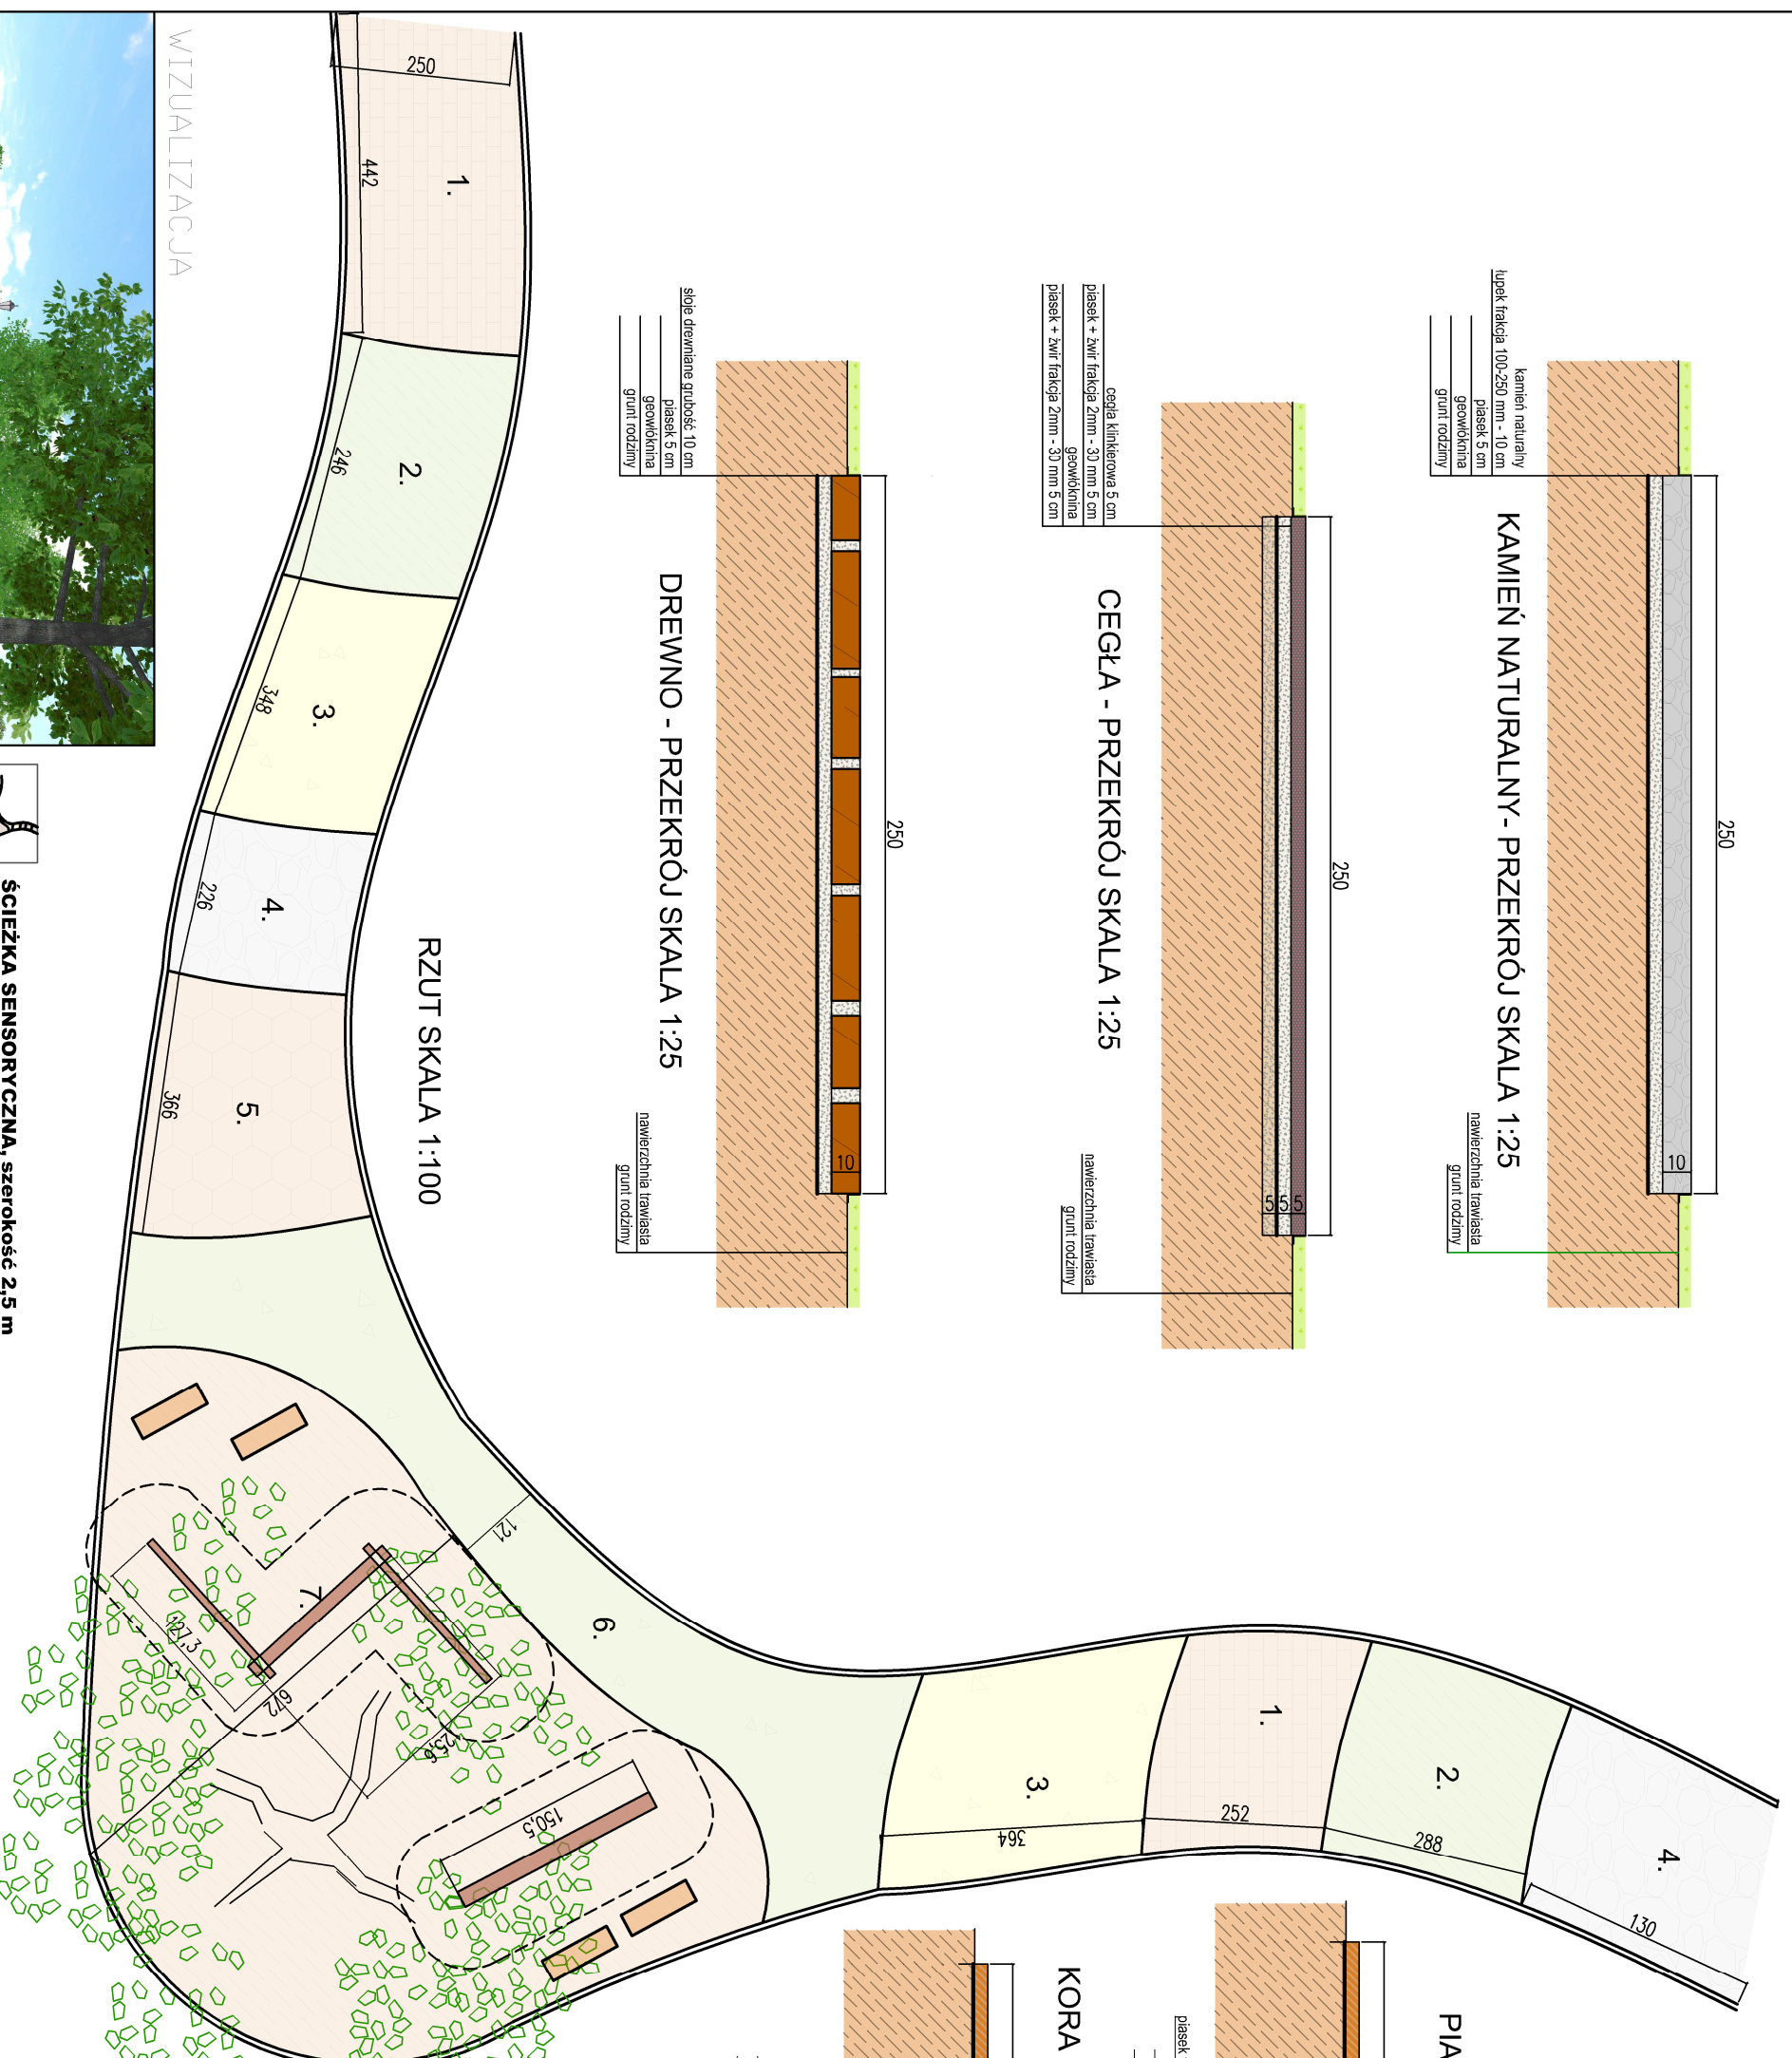 WIZUALIZACJA
ŚCIEŻKA SENSORYCZNA, szerokość 2,5 m
RZUT SKALA 1:100
250
442
1.
246
2.
348
3.
226
4.
366
5.
121
6.
7.
127,3
672
125,6
150,5
364
3.
252
1.
288
2.
130
4.
DREWNO - PRZEKRÓJ SKALA 1:25
250
10
słoje drewniane grubość 10 cm
piasek 5 cm
geowłóknina
grunt rodzimy
nawierzchnia trawiasta
grunt rodzimy
CEGŁA - PRZEKRÓJ SKALA 1:25
250
5 5 5
cegła klinkierowa 5 cm
piasek + żwir frakcja 2mm - 30 mm 5 cm
geowłóknina
piasek + żwir frakcja 2mm - 30 mm 5 cm
nawierzchnia trawiasta
grunt rodzimy
KAMIEŃ NATURALNY- PRZEKRÓJ SKALA 1:25
250
10
kamień naturalny
łupek frakcja 100-250 mm - 10 cm
piasek 5 cm
geowłóknina
grunt rodzimy
nawierzchnia trawiasta
grunt rodzimy
KORA
PIA
piasek